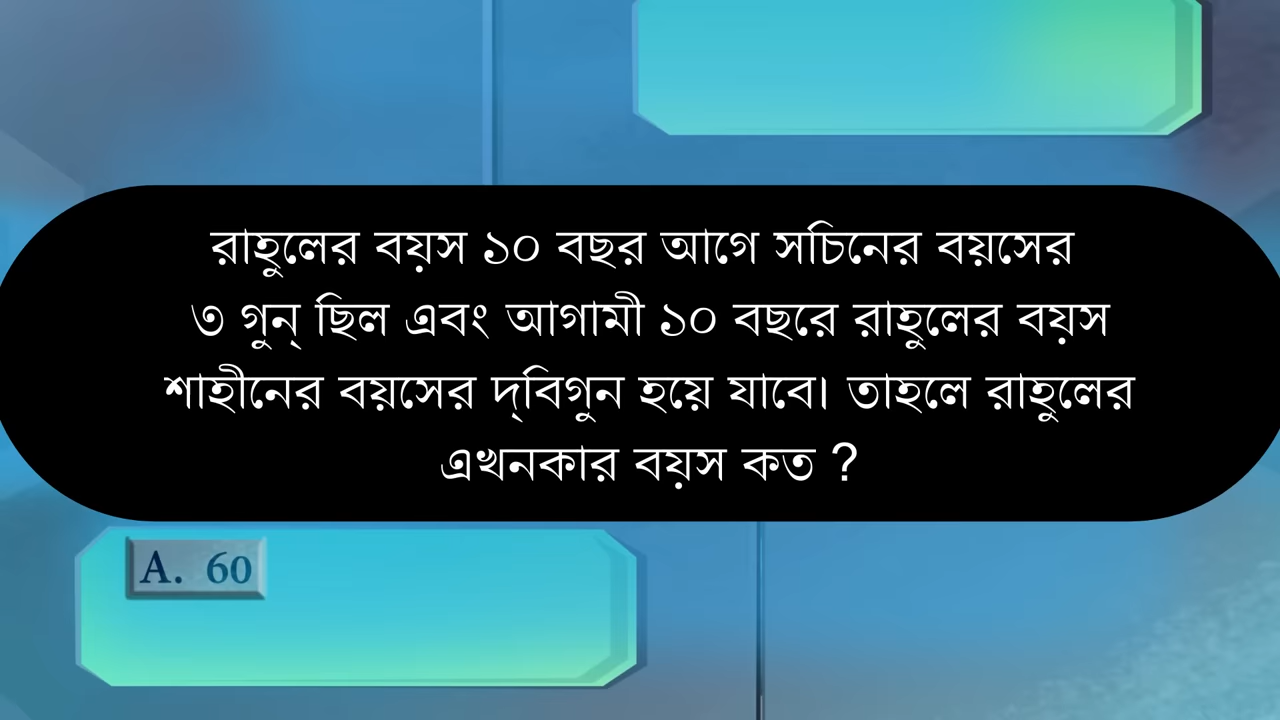 রাহুলের বয়স ১০ বছর আগে সচিনের বয়সের
৩ গুন্ ছিল এবং আগামী ১০ বছরে রাহুলের বয়স
শাহীনের বয়সের দ্বিগুন হয়ে যাবে। তাহলে রাহুলের
এখনকার বয়স কত ?
A. 60